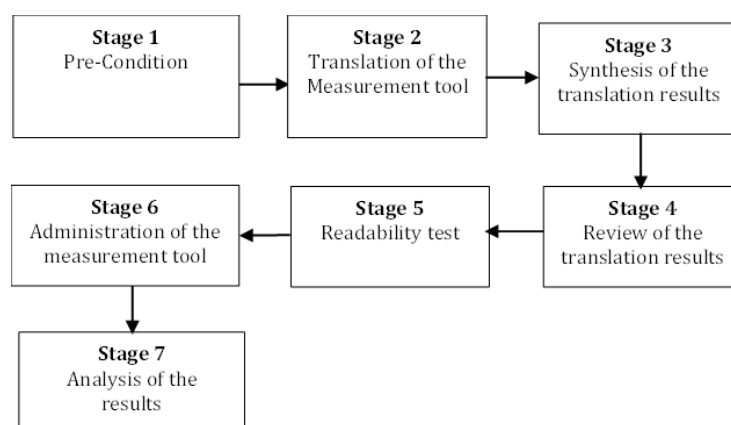 Stage 1
Pre-Condition
Stage 2
Translation of the
Measurement tool
Stage 3
Synthesis of the
translation results
Stage 4
Review of the
translation results
Stage 5
Readability test
Stage 6
Administration of the
measurement tool
Stage 7
Analysis of the
results